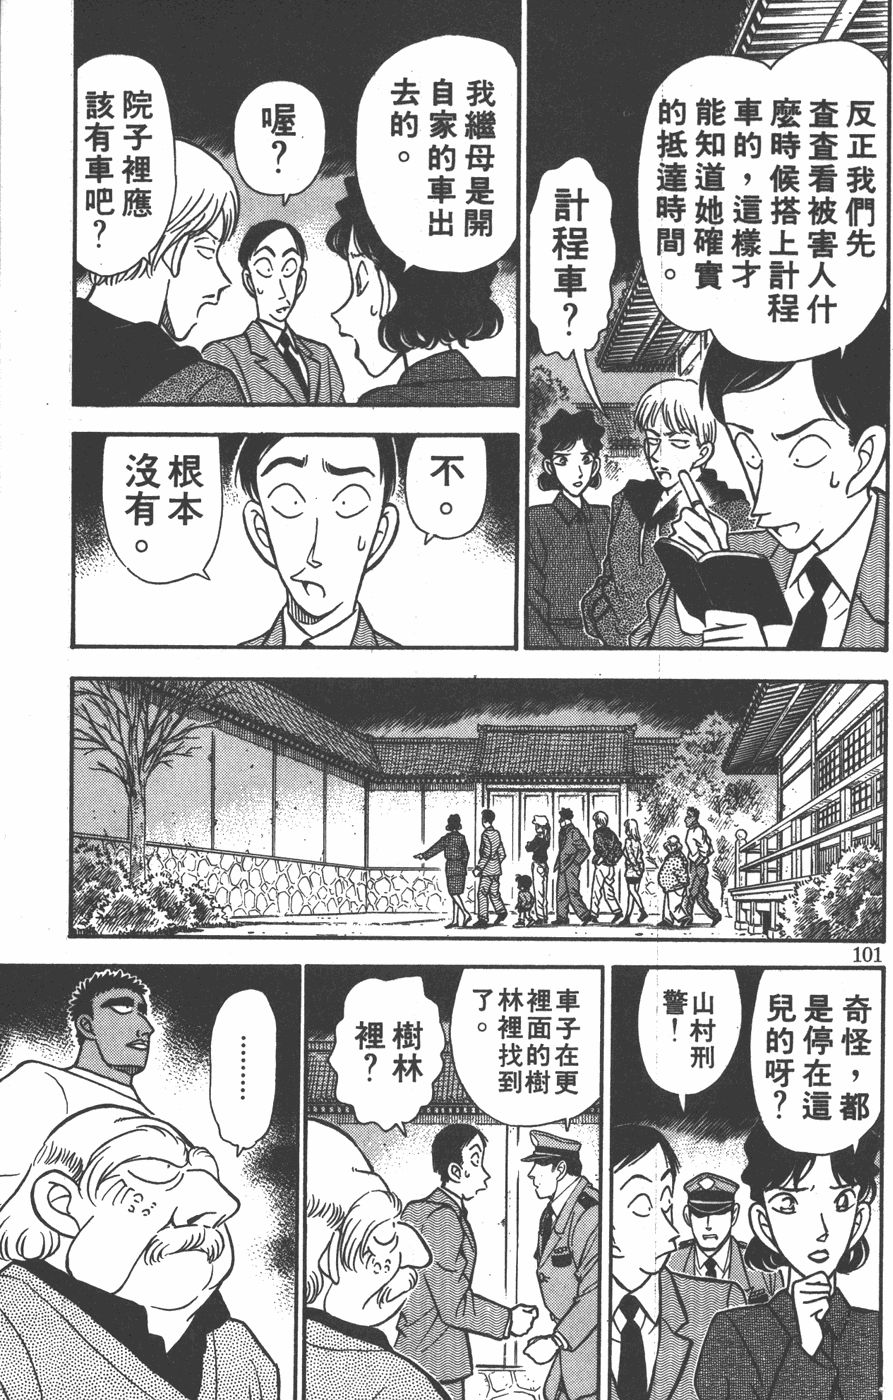 反正我們先
查查看被害人什
麼時候搭上計程
車的，這樣才
能知道她確實
的抵達時間。
計程車？
我繼母是開
自家的車出
去的。
喔？
院子裡應
該有車吧？
不。
根本
沒有。
101
奇怪，都
是停在這
兒的呀？
山村刑
警！
車子在更
裡面的樹
林裡找到
了。
樹林
裡？
………